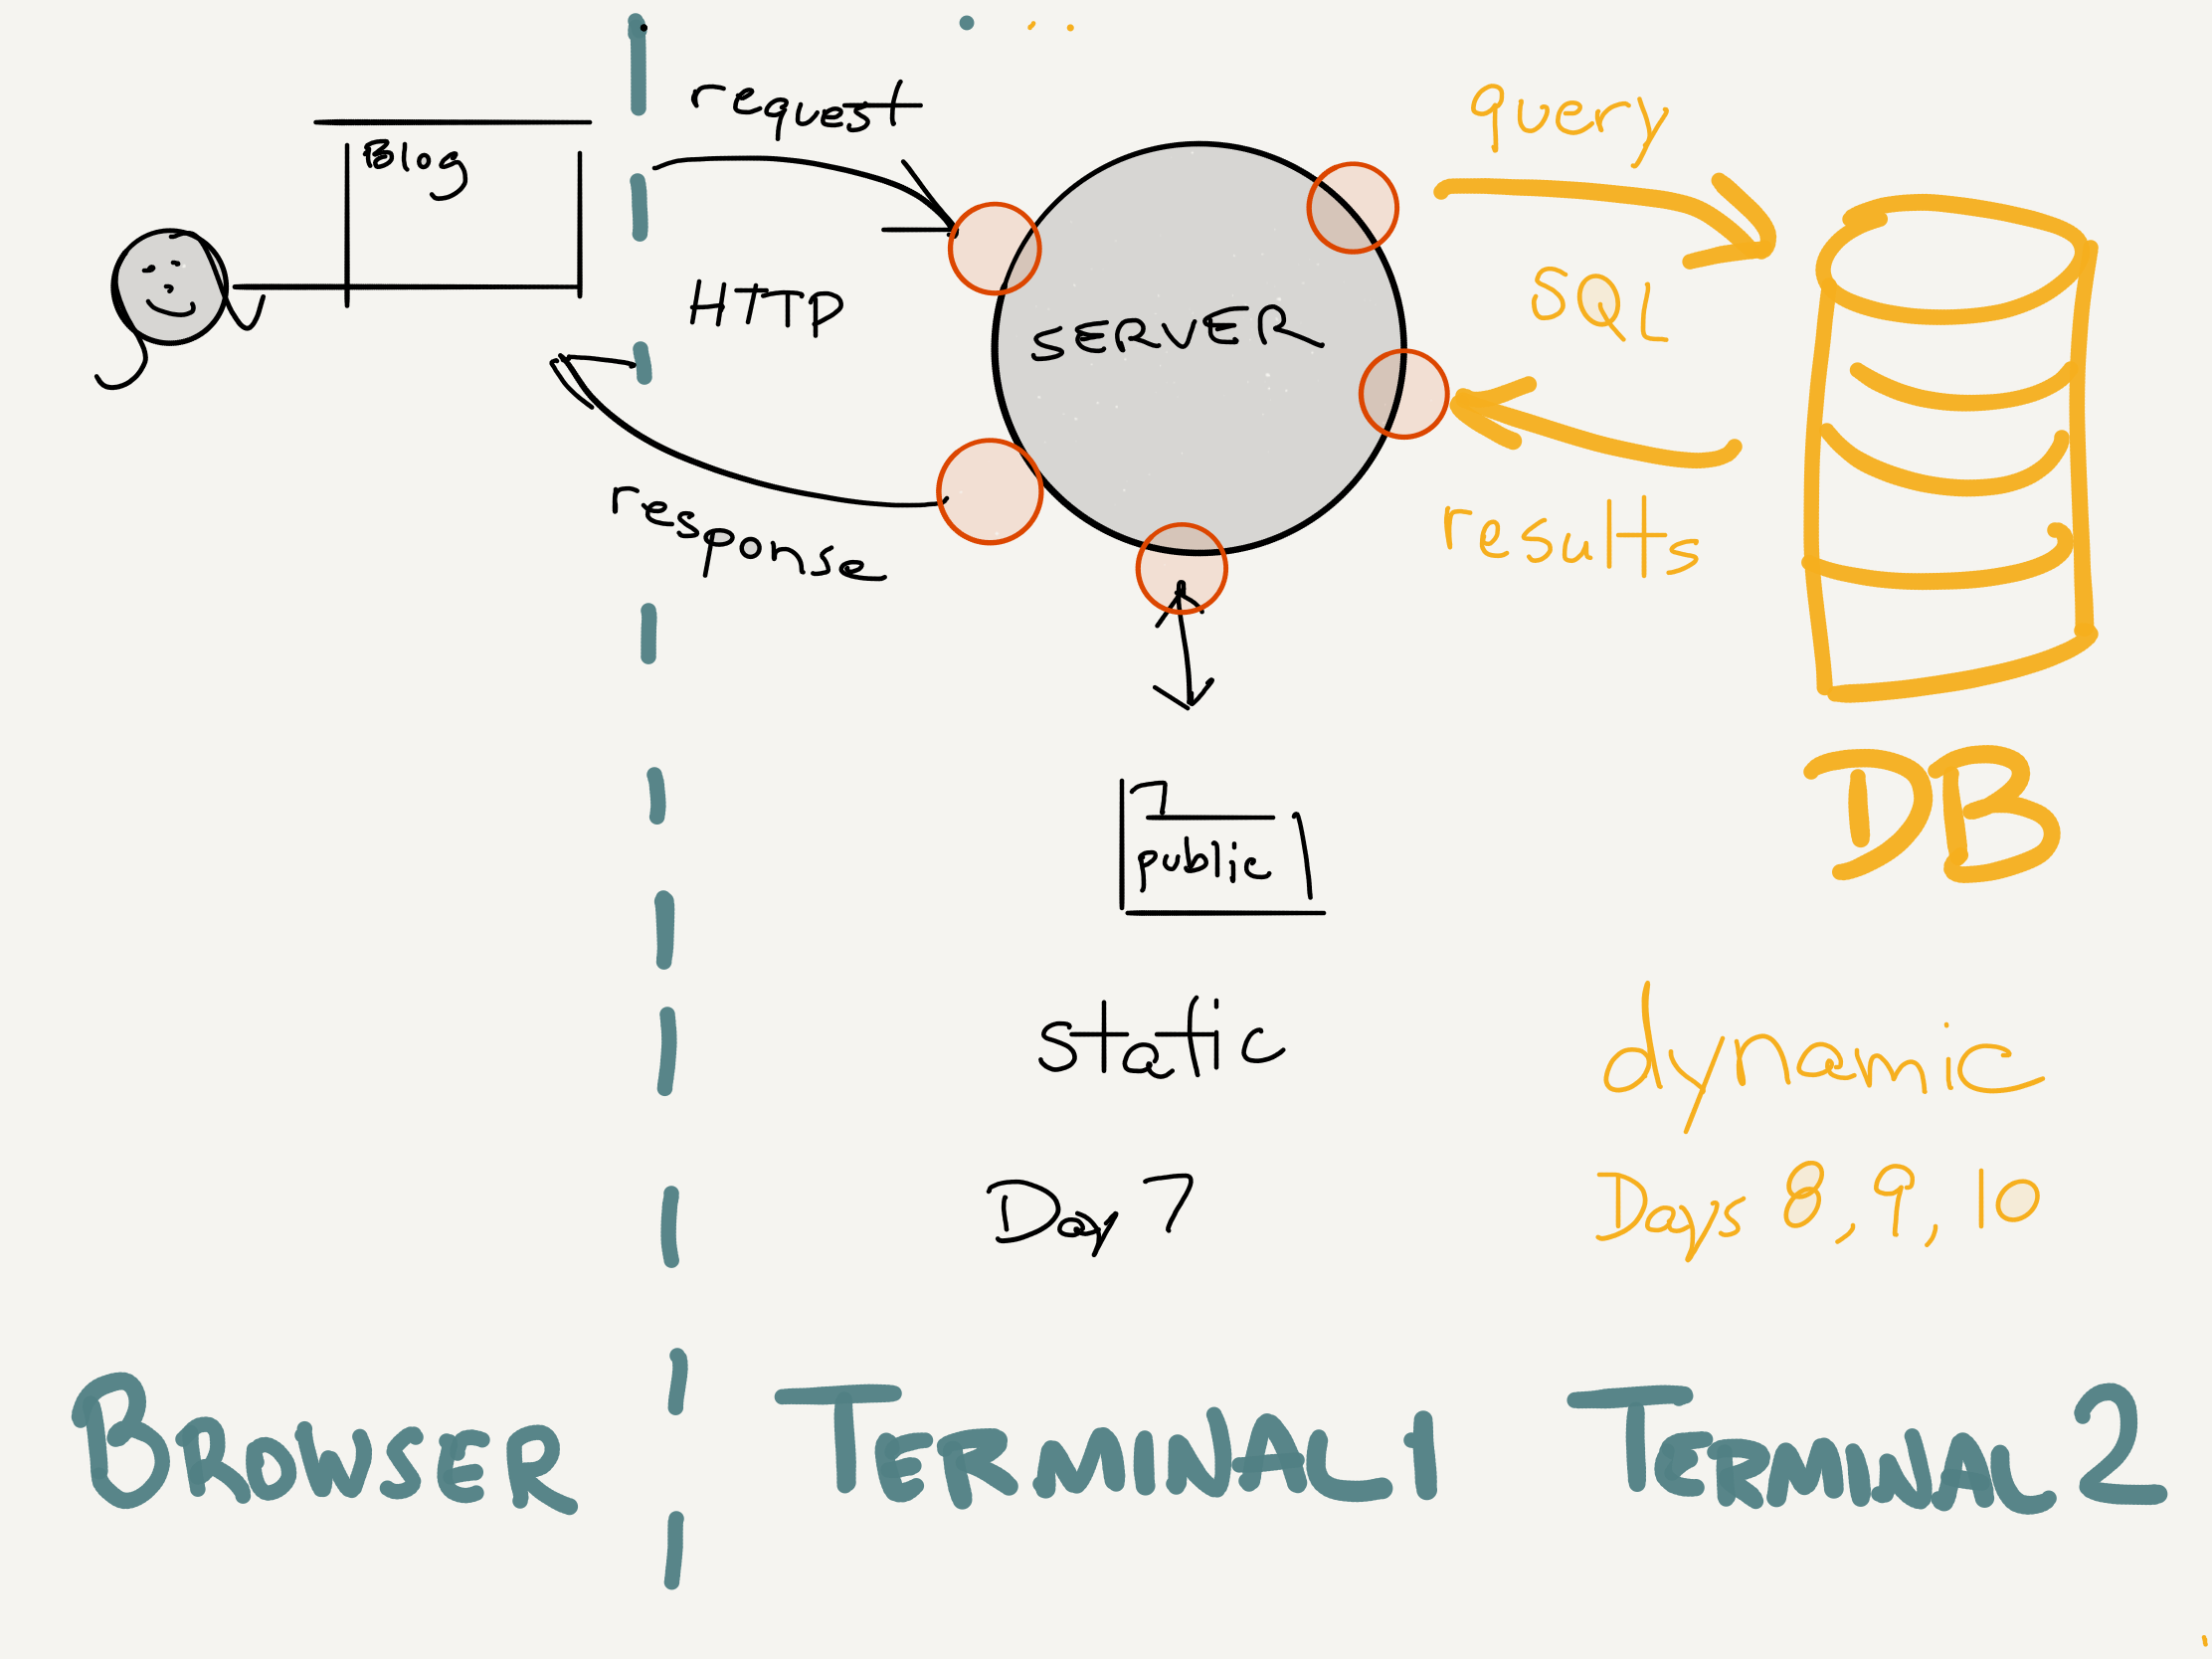 request
query
Blog
HTTP
SERVER
SQL
response
results
public
DB
static
dynamic
Day 7
Days 8, 9, 10
BROWSER
TERMINAL 1
TERMINAL 2